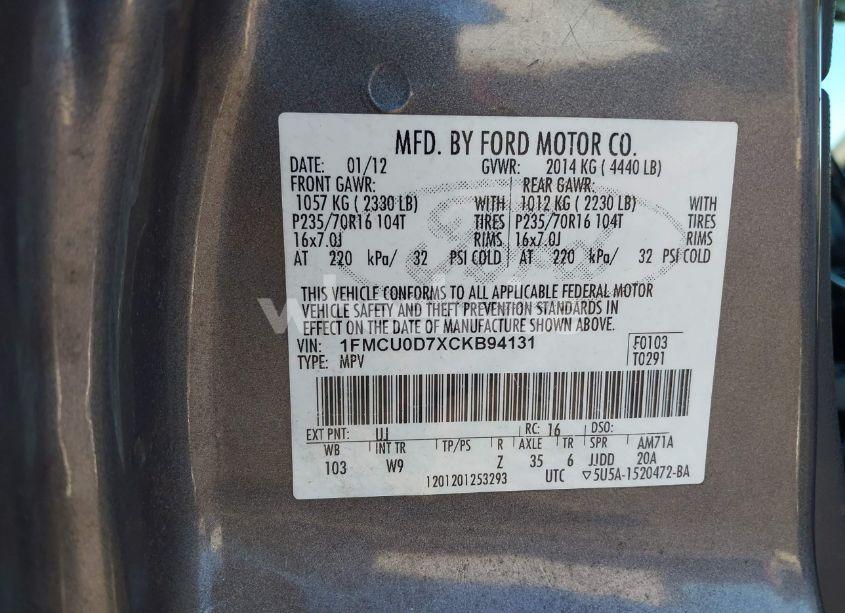 MFD. BY FORD MOTOR CO.
DATE: 01/12 GVWR: 2014 KG ( 4440 LB)
FRONT GAWR: REAR GAWR:
1057 KG ( 2330 LB) WITH 1012 KG ( 2230 LB) WITH
P235/70R16 104T TIRES P235/70R16 104T TIRES
16x7.0J RIMS 16x7.0J RIMS
AT 220 kPa/ 32 PSI COLD AT 220 kPa/ 32 PSI COLD
THIS VEHICLE CONFORMS TO ALL APPLICABLE FEDERAL MOTOR
VEHICLE SAFETY AND THEFT PREVENTION STANDARDS IN
EFFECT ON THE DATE OF MANUFACTURE SHOWN ABOVE.
VIN: 1FMCU0D7XCKB94131 F0103
TYPE: MPV T0291
EXT PNT: UJ RC: 16 DSO:
WB INT TR TP/PS R AXLE TR SPR AM71A
103 W9 Z 35 6 JJDD 20A
1201201253293 UTC ▽5U5A-1520472-BA